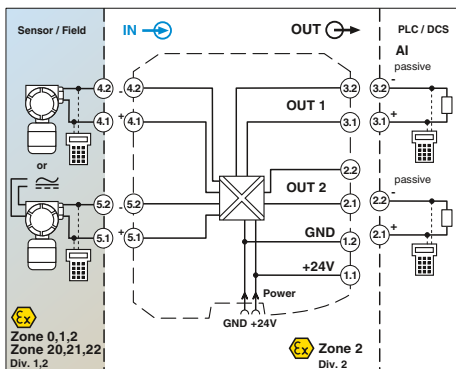 Sensor / Field
IN
OUT
PLC / DCS
AI
passive
4.2
-
4.2
3.2
3.2
-
OUT 1
4.1
+
4.1
3.1
3.1
+
or
2.2
passive
OUT 2
5.2
-
5.2
2.1
2.2
-
GND
5.1
+
5.1
1.2
2.1
+
+24V
1.1
Power
GND +24V
Ex
Zone 0,1,2
Zone 20,21,22
Div. 1,2
Ex
Zone 2
Div. 2